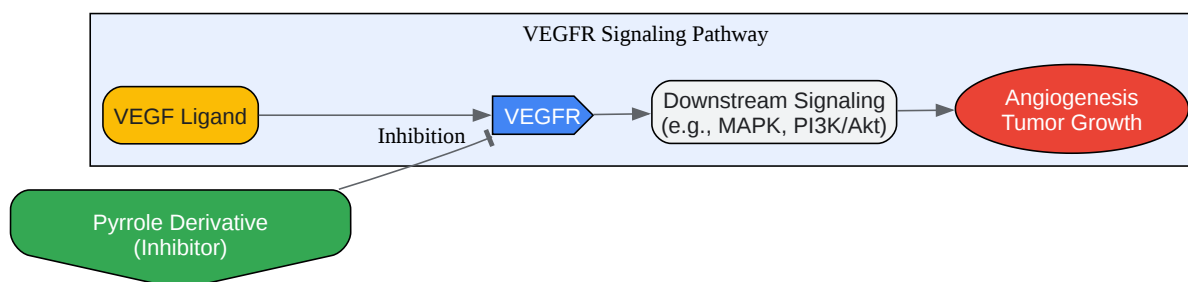 VEGFR Signaling Pathway
VEGF Ligand
VEGFR
Downstream Signaling
(e.g., MAPK, PI3K/Akt)
Angiogenesis
Tumor Growth
Inhibition
Pyrrole Derivative
(Inhibitor)